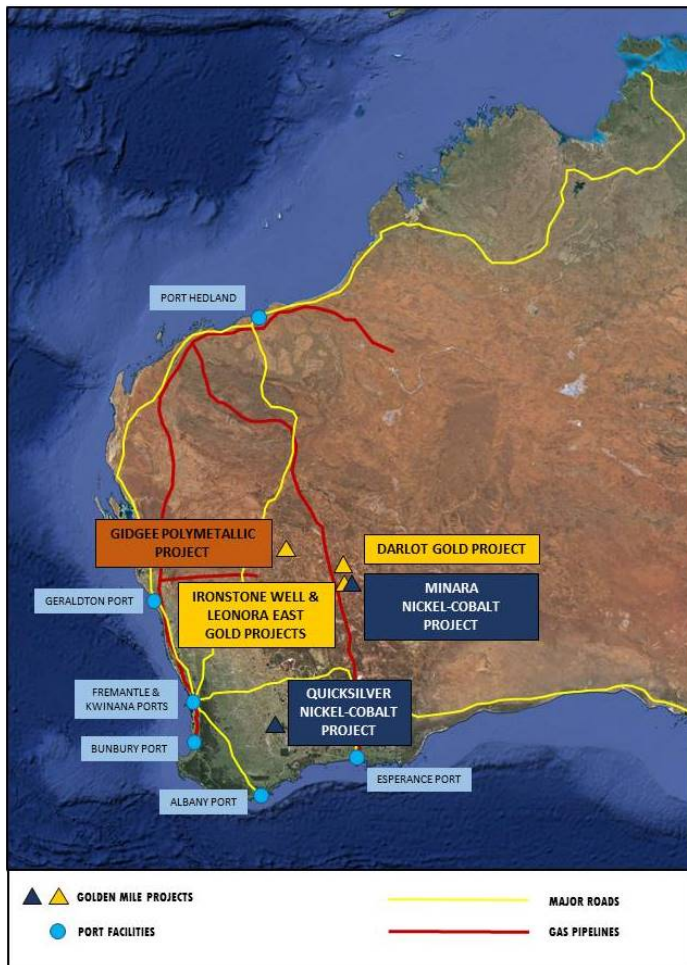 PORT HEDLAND
GIDGEE POLYMETALLIC
PROJECT
DARLOT GOLD PROJECT
IRONSTONE WELL &
LEONORA EAST
GOLD PROJECTS
MINARA
NICKEL-COBALT
PROJECT
GERALDTON PORT
QUICKSILVER
NICKEL-COBALT
PROJECT
FREMANTLE &
KWINANA PORTS
BUNBURY PORT
ESPERANCE PORT
ALBANY PORT
GOLDEN MILE PROJECTS
MAJOR ROADS
PORT FACILITIES
GAS PIPELINES